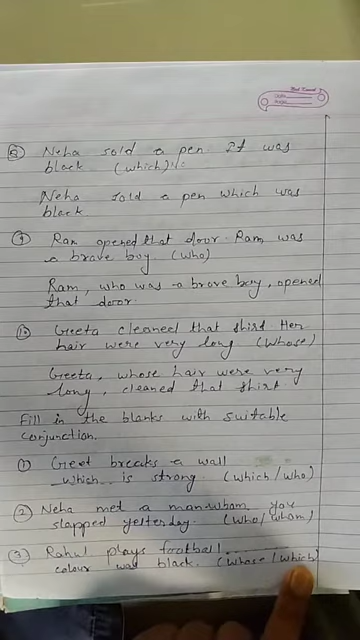 ⑧ Neha sold a pen. It was
black (which):-
Neha sold a pen which was
black
⑨ Ram opened that door. Ram was
a brave boy. (who)
Ram, who was a brave boy, opened
that door.
⑩ Geeta cleaned that shirt Her
hair were very long (Whose)
Geeta, whose hair were very
long, cleaned that shirt.
Fill in the blanks with suitable
conjunction.
① Geet breaks a wall
which is strong. (which/who)
② Neha met a man whom you
slapped yesterday. (who/whom)
③ Rahul plays football....
colour was black. (Whose/which)